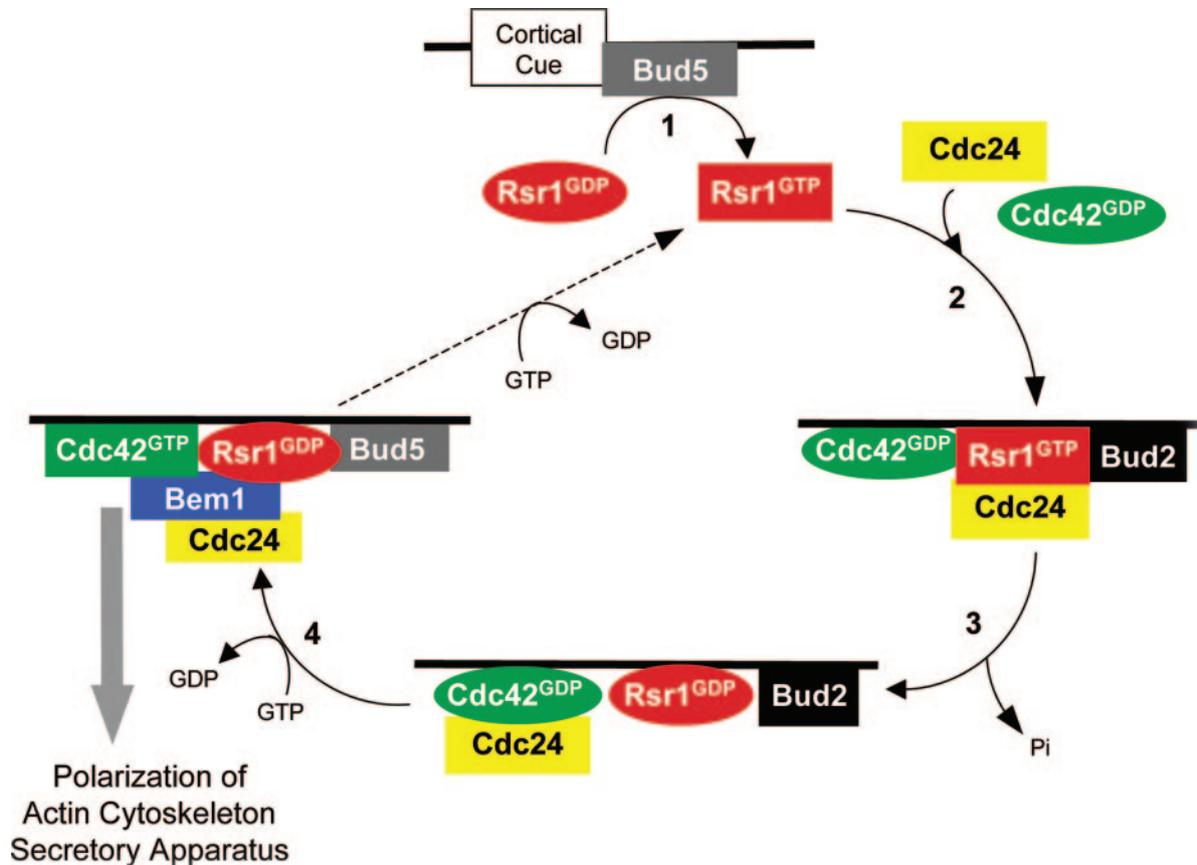 Cortical
Cue
Bud5
1
Rsr1GDP
Rsr1GTP
Cdc24
Cdc42GDP
2
GDP
GTP
Cdc42GTP
Rsr1GDP
Bud5
Bem1
Cdc24
Cdc42GDP
Rsr1GTP
Bud2
Cdc24
3
Pi
Cdc42GDP
Rsr1GDP
Bud2
Cdc24
4
GDP
GTP
Polarization of
Actin Cytoskeleton
Secretory Apparatus